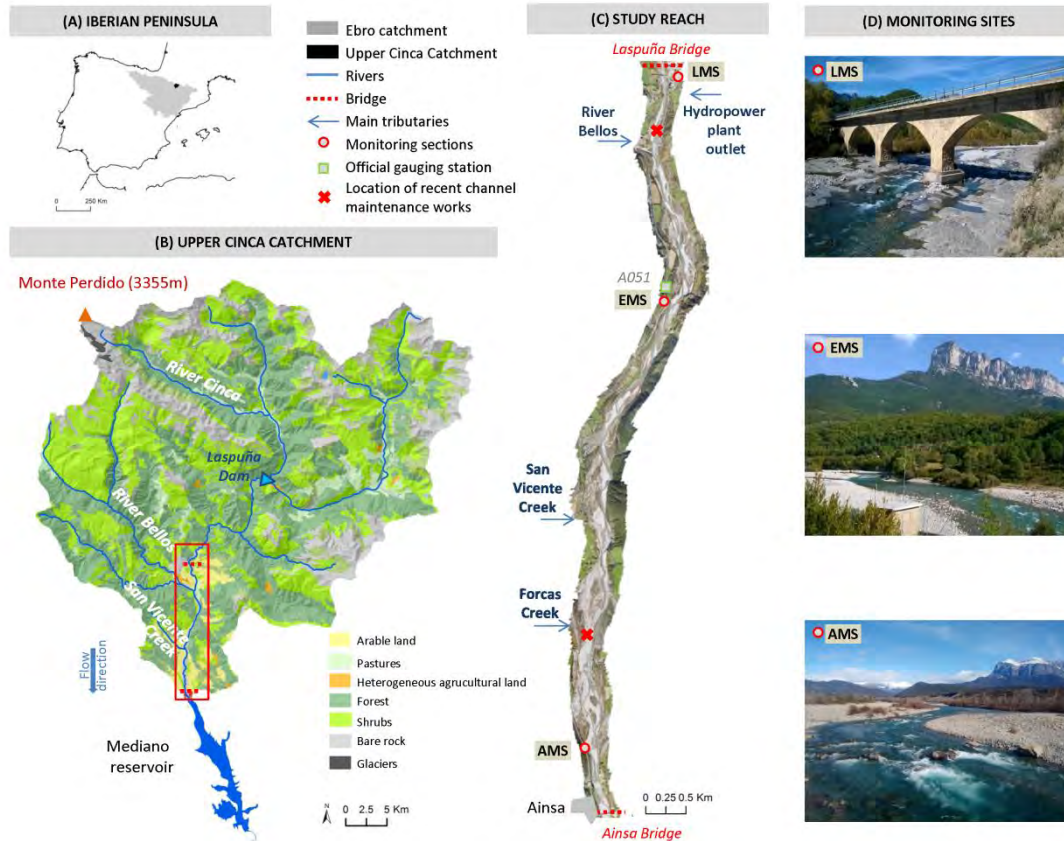 (A) IBERIAN PENINSULA
0 250 Km
Ebro catchment
Upper Cinca Catchment
Rivers
Bridge
Main tributaries
Monitoring sections
Official gauging station
Location of recent channel
maintenance works
(B) UPPER CINCA CATCHMENT
Monte Perdido (3355m)
River Cinca
Laspuña
Dam
River Bellos
San Vicente
Creek
Flow
direction
Mediano
reservoir
Arable land
Pastures
Heterogeneous agrucultural land
Forest
Shrubs
Bare rock
Glaciers
N
0 2.5 5 Km
(C) STUDY REACH
Laspuña Bridge
LMS
River
Bellos
Hydropower
plant
outlet
A051
EMS
San
Vicente
Creek
Forcas
Creek
AMS
Ainsa
0 0.25 0.5 Km
Ainsa Bridge
(D) MONITORING SITES
LMS
EMS
AMS